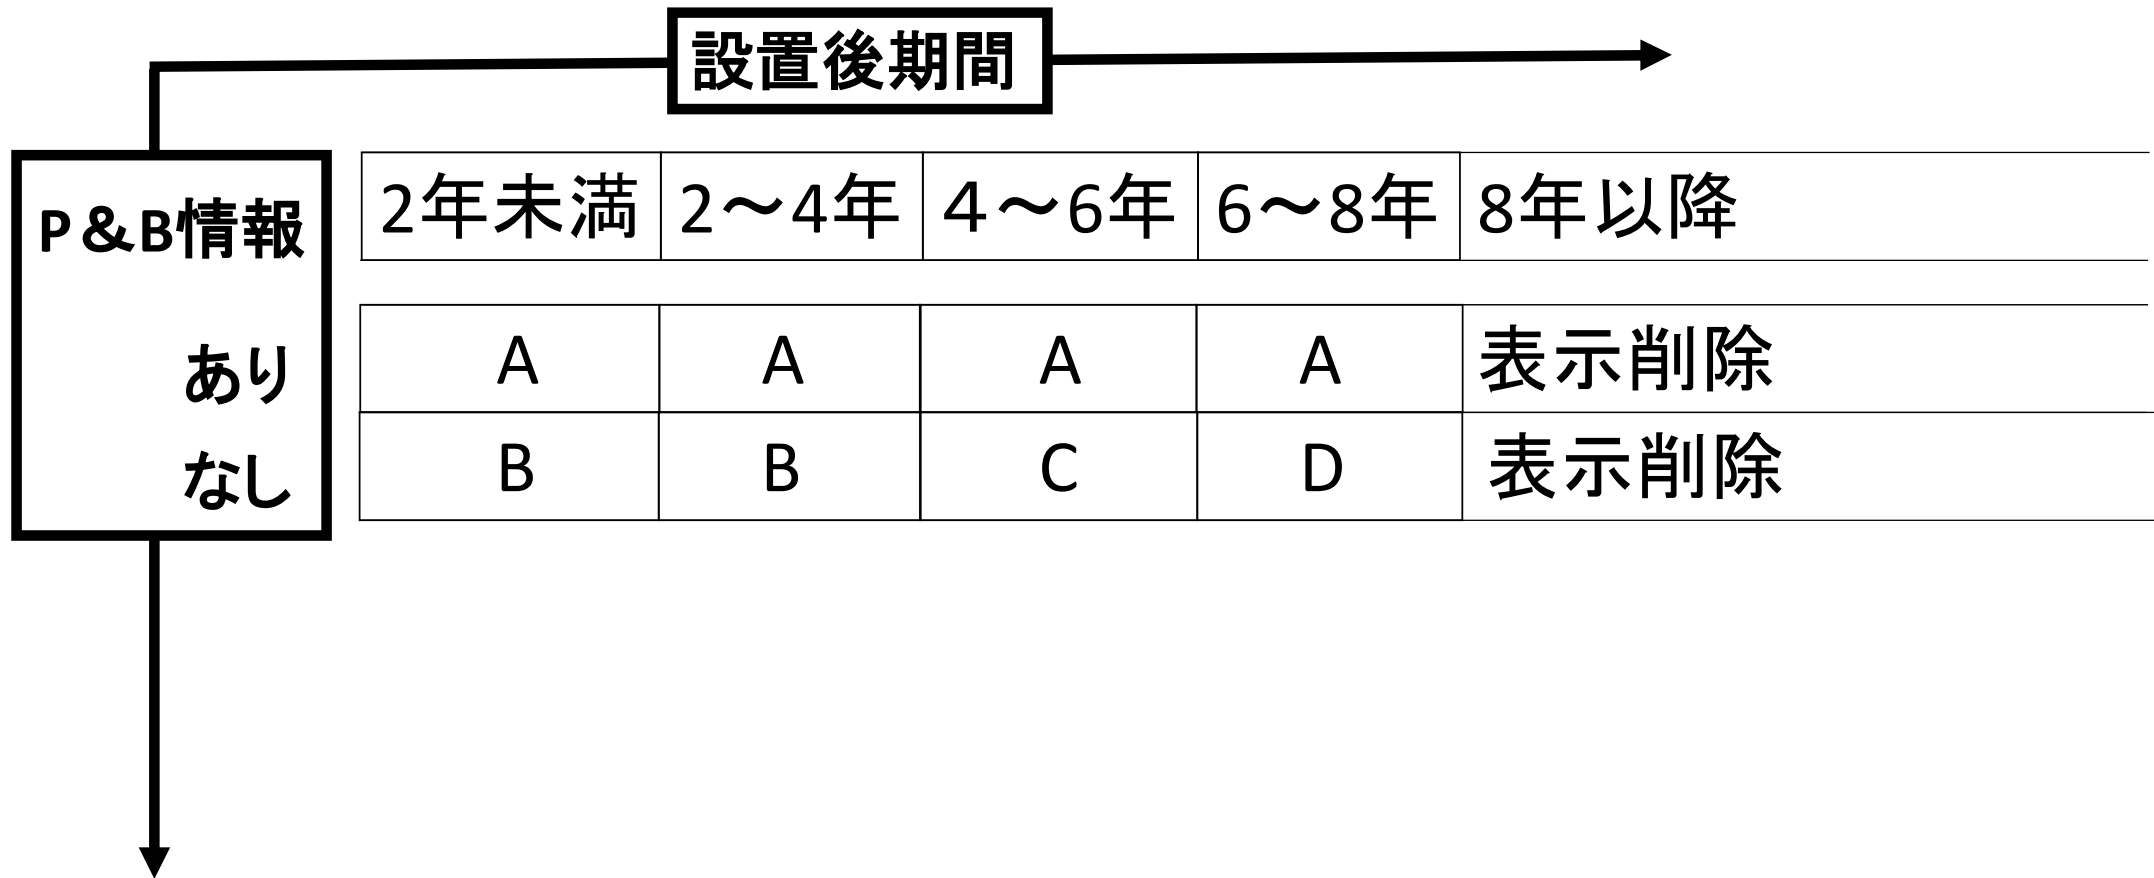 設置後期間
P&B情報
2年未満 2～4年 4～6年 6～8年 8年以降
あり A A A A 表示削除
なし B B C D 表示削除